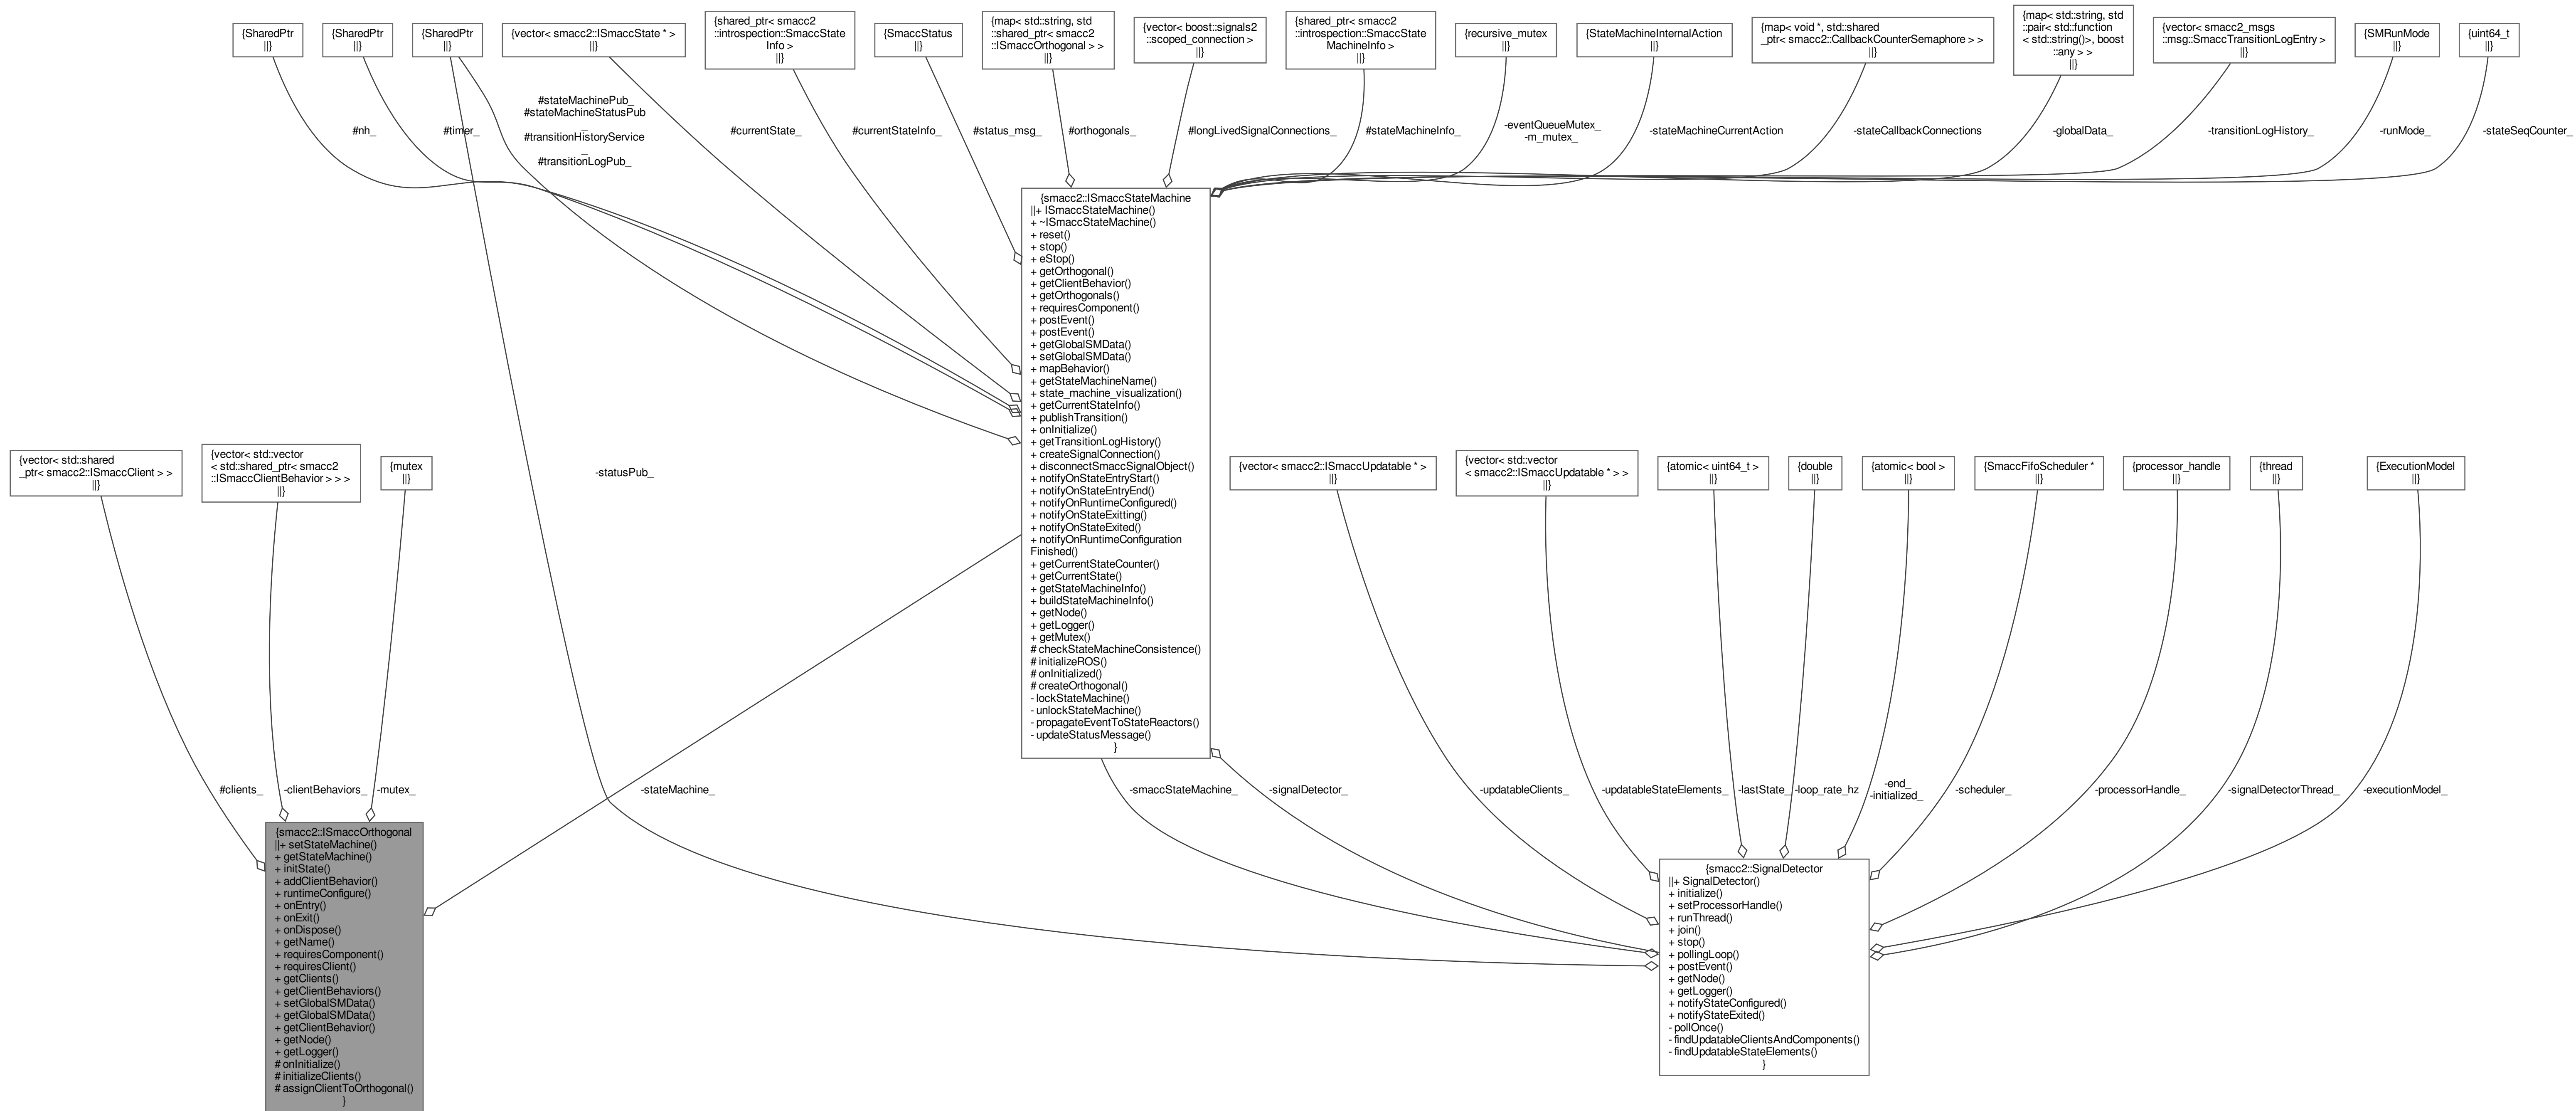 {SharedPtr
||}
{SharedPtr
||}
{SharedPtr
||}
{vector< smacc2::ISmaccState * >
||}
{shared_ptr< smacc2
::introspection::SmaccState
Info >
||}
{SmaccStatus
||}
{map< std::string, std
::shared_ptr< smacc2
::ISmaccOrthogonal > >
||}
{vector< boost::signals2
::scoped_connection >
||}
{shared_ptr< smacc2
::introspection::SmaccState
MachineInfo >
||}
{recursive_mutex
||}
{StateMachineInternalAction
||}
{map< void *, std::shared
_ptr< smacc2::CallbackCounterSemaphore > >
||}
{map< std::string, std
::pair< std::function
< std::string()>, boost
::any > >
||}
{vector< smacc2_msgs
::msg::SmaccTransitionLogEntry >
||}
{SMRunMode
||}
{uint64_t
||}
#nh_
#timer_
#stateMachinePub_
#stateMachineStatusPub
_
#transitionHistoryService
_
#transitionLogPub_
#currentState_
#currentStateInfo_
#status_msg_
#orthogonals_
#longLivedSignalConnections_
#stateMachineInfo_
-eventQueueMutex_
-m_mutex_
-stateMachineCurrentAction
-stateCallbackConnections
-globalData_
-transitionLogHistory_
-runMode_
-stateSeqCounter_
{smacc2::ISmaccStateMachine
||+ ISmaccStateMachine()
+ ~ISmaccStateMachine()
+ reset()
+ stop()
+ eStop()
+ getOrthogonal()
+ getClientBehavior()
+ getOrthogonals()
+ requiresComponent()
+ postEvent()
+ postEvent()
+ getGlobalSMData()
+ setGlobalSMData()
+ mapBehavior()
+ getStateMachineName()
+ state_machine_visualization()
+ getCurrentStateInfo()
+ publishTransition()
+ onInitialize()
+ getTransitionLogHistory()
+ createSignalConnection()
+ disconnectSmaccSignalObject()
+ notifyOnStateEntryStart()
+ notifyOnStateEntryEnd()
+ notifyOnRuntimeConfigured()
+ notifyOnStateExitting()
+ notifyOnStateExited()
+ notifyOnRuntimeConfiguration
Finished()
+ getCurrentStateCounter()
+ getCurrentState()
+ getStateMachineInfo()
+ buildStateMachineInfo()
+ getNode()
+ getLogger()
+ getMutex()
# checkStateMachineConsistence()
# initializeROS()
# onInitialized()
# createOrthogonal()
- lockStateMachine()
- unlockStateMachine()
- propagateEventToStateReactors()
- updateStatusMessage()
}
{vector< std::shared
_ptr< smacc2::ISmaccClient > >
||}
{vector< std::vector
< std::shared_ptr< smacc2
::ISmaccClientBehavior > > >
||}
{mutex
||}
-statusPub_
{vector< smacc2::ISmaccUpdatable * >
||}
{vector< std::vector
< smacc2::ISmaccUpdatable * > >
||}
{atomic< uint64_t >
||}
{double
||}
{atomic< bool >
||}
{SmaccFifoScheduler *
||}
{processor_handle
||}
{thread
||}
{ExecutionModel
||}
#clients_
-clientBehaviors_
-mutex_
-stateMachine_
-smaccStateMachine_
-signalDetector_
-updatableClients_
-updatableStateElements_
-lastState_
-loop_rate_hz
-end_
-initialized_
-scheduler_
-processorHandle_
-signalDetectorThread_
-executionModel_
{smacc2::ISmaccOrthogonal
||+ setStateMachine()
+ getStateMachine()
+ initState()
+ addClientBehavior()
+ runtimeConfigure()
+ onEntry()
+ onExit()
+ onDispose()
+ getName()
+ requiresComponent()
+ requiresClient()
+ getClients()
+ getClientBehaviors()
+ setGlobalSMData()
+ getGlobalSMData()
+ getClientBehavior()
+ getNode()
+ getLogger()
# onInitialize()
# initializeClients()
# assignClientToOrthogonal()
}
{smacc2::SignalDetector
||+ SignalDetector()
+ initialize()
+ setProcessorHandle()
+ runThread()
+ join()
+ stop()
+ pollingLoop()
+ postEvent()
+ getNode()
+ getLogger()
+ notifyStateConfigured()
+ notifyStateExited()
- pollOnce()
- findUpdatableClientsAndComponents()
- findUpdatableStateElements()
}